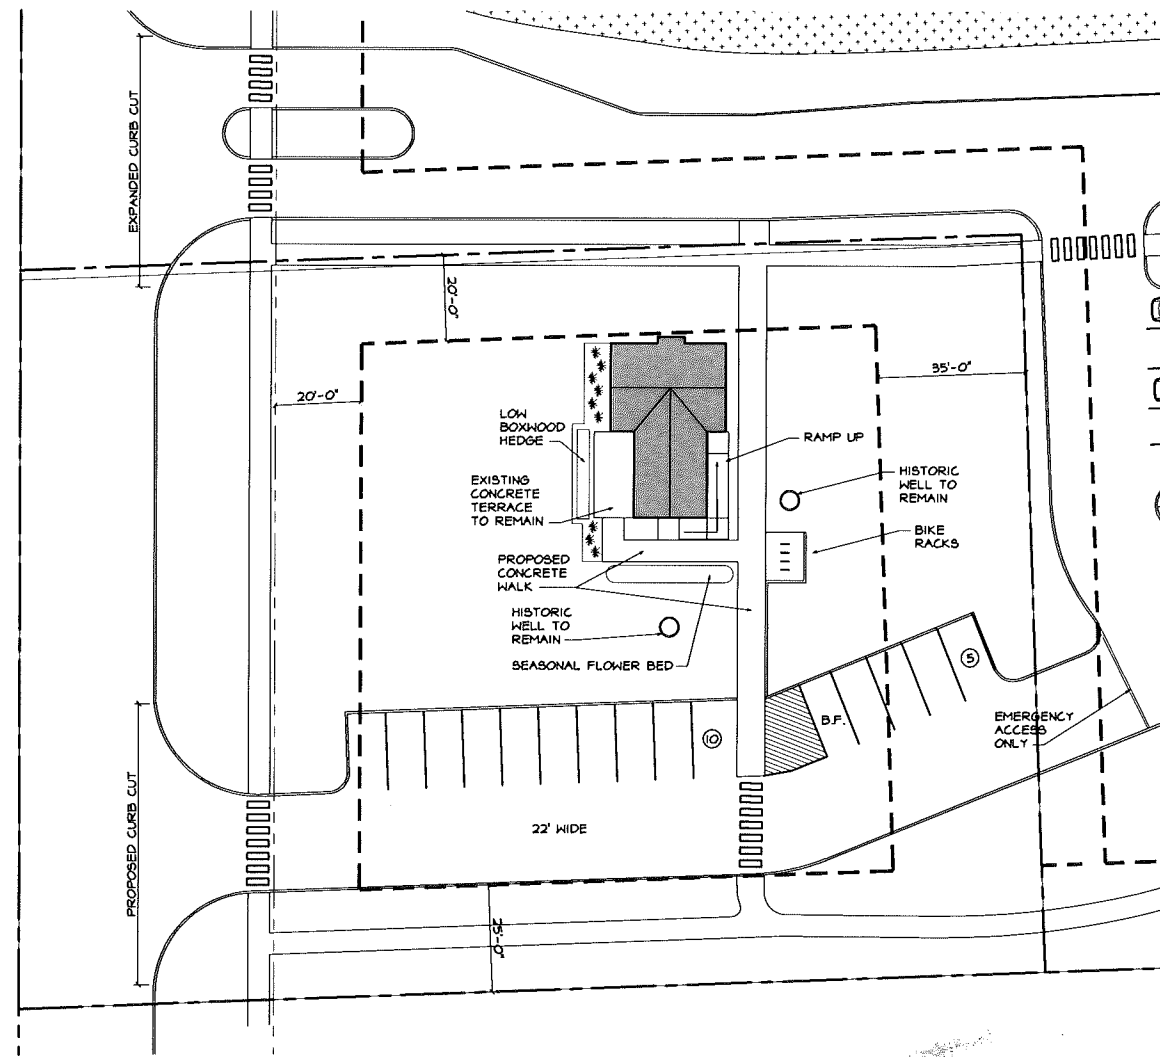 EXPANDED CURB CUT
20'-0"
20'-0"
35'-0"
LOW
BOXWOOD
HEDGE
RAMP UP
EXISTING
CONCRETE
TERRACE
TO REMAIN
HISTORIC
WELL TO
REMAIN
BIKE
RACKS
PROPOSED
CONCRETE
WALK
HISTORIC
WELL TO
REMAIN
SEASONAL FLOWER BED
5
B.F.
EMERGENCY
ACCESS
ONLY
10
22' WIDE
PROPOSED CURB CUT
25'-0"